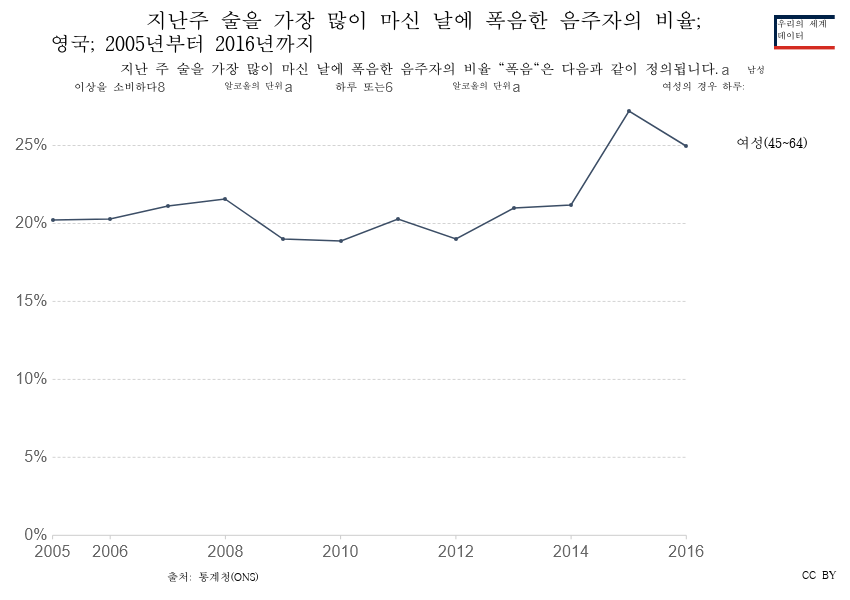 지난주 술을 가장 많이 마신 날에 폭음한 음주자의 비율;
영국; 2005년부터 2016년까지
우리의 세계
데이터
지난 주 술을 가장 많이 마신 날에 폭음한 음주자의 비율 “폭음“은 다음과 같이 정의됩니다. a 남성
이상을 소비하다8 알코올의 단위a 하루 또는6 알코올의 단위a 여성의 경우 하루:
25%
여성(45~64)
20%
15%
10%
5%
0%
2005 2006 2008 2010 2012 2014 2016
출처: 통계청(ONS)
CC BY